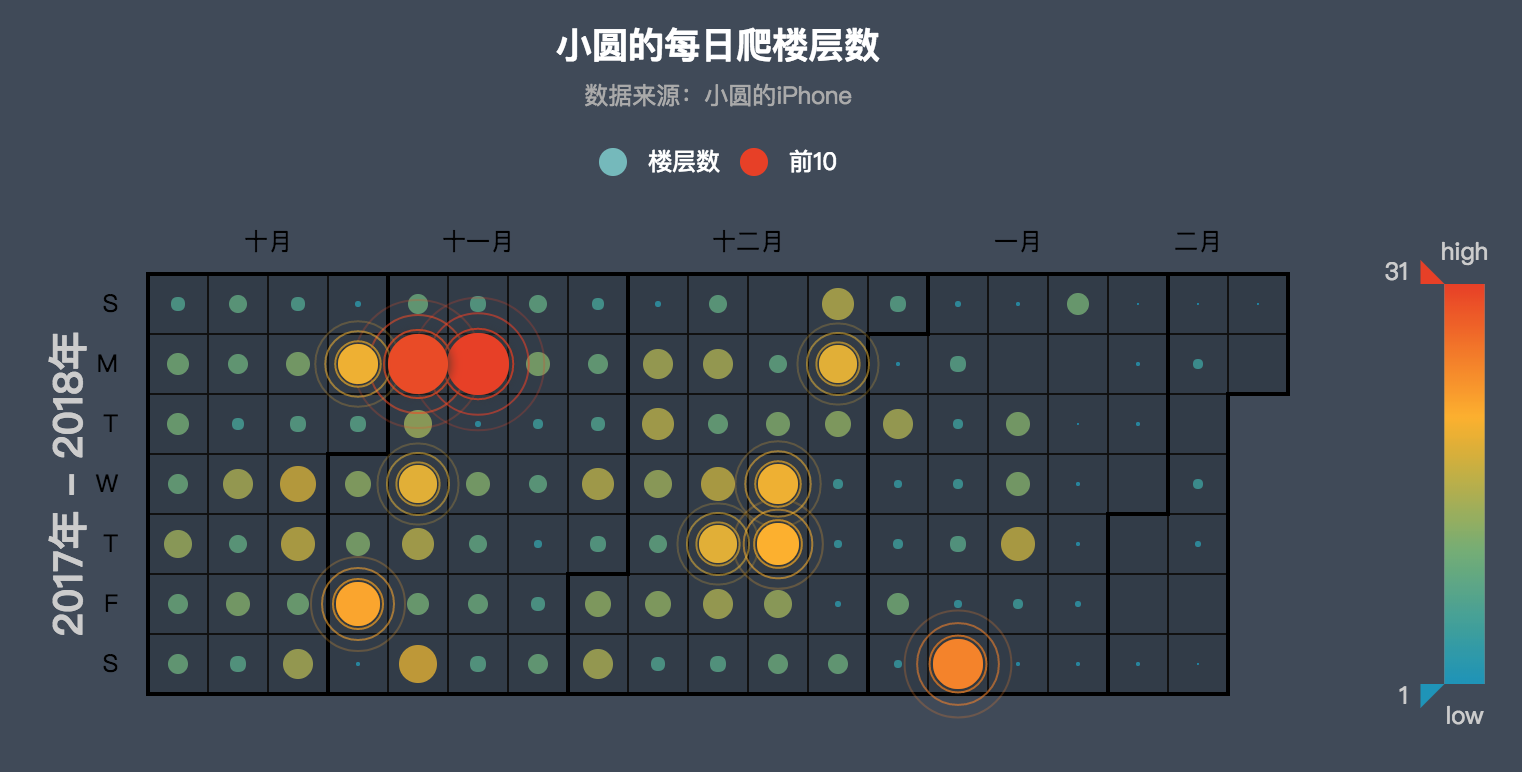 小圆的每日爬楼层数
数据来源：小圆的iPhone
楼层数 前10
十月 十一月 十二月 一月 二月
2017年 – 2018年
S
M
T
W
T
F
S
high
31
1
low